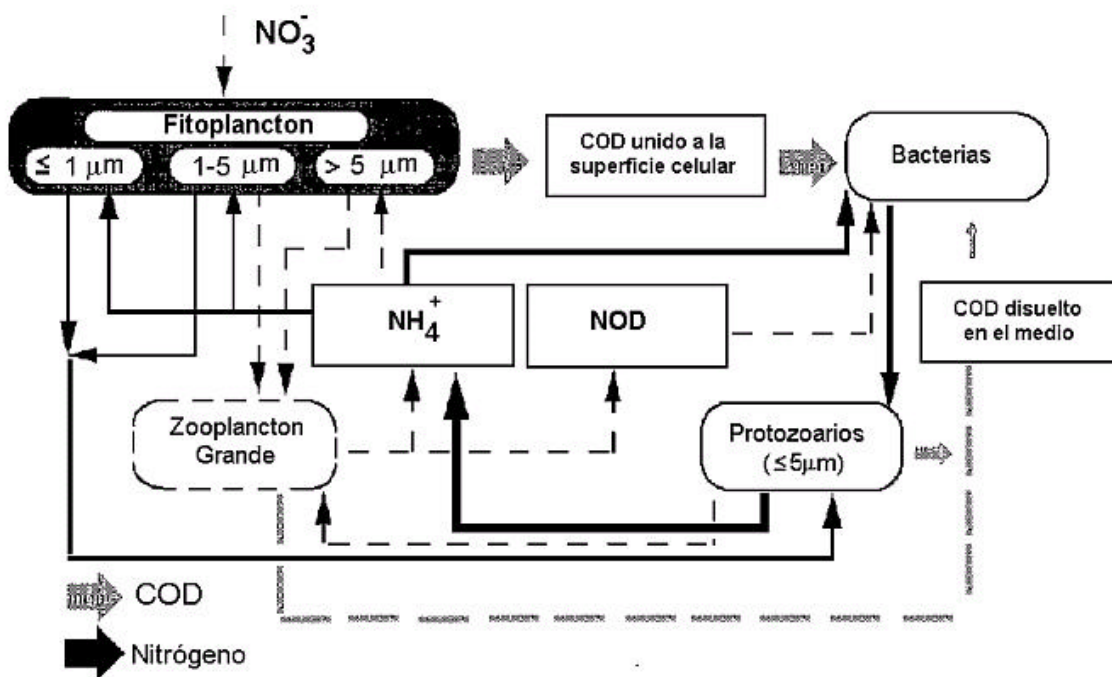 NO3-
Fitoplancton
≤ 1 μm
1-5 μm
> 5 μm
COD unido a la
superficie celular
Bacterias
NH4+
NOD
COD disuelto
en el medio
Zooplancton
Grande
Protozoarios
(≤5μm)
COD
Nitrógeno